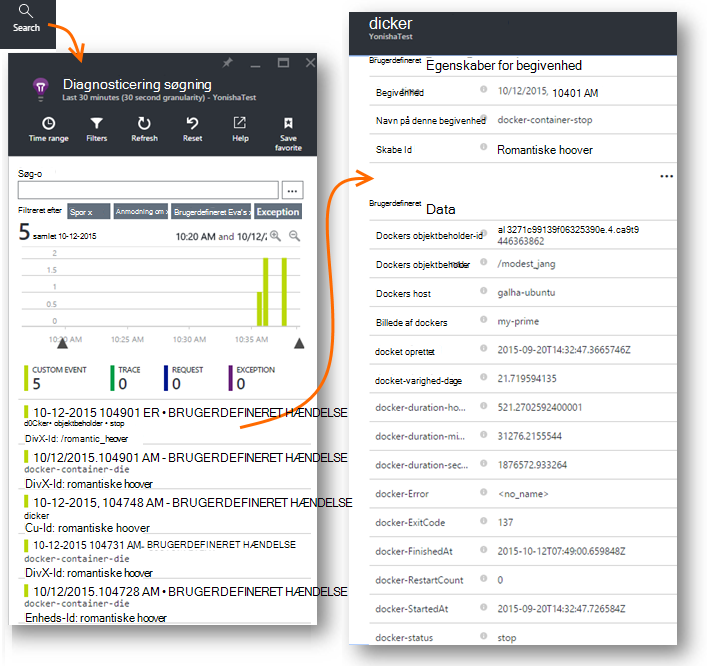 Search
Diagnosticering søgning
Last 30 minutes (30 second granularity) - YonishaTest
Time range
Filters
Refresh
Reset
Help
Save favorite
Søg-o
...
Filtreret efter
Spor x
Anmodning om x
Brugerdefineret Eva's x
Exception
5 samlet 10-12-2015
10:20 AM and 10/12/:
2
1.5
1
0.5
0
10:20 AM
10:25 AM
10:30 AM
10:35 AM
CUSTOM EVENT
5
TRACE
0
REQUEST
0
EXCEPTION
0
10-12-2015 104901 ER • BRUGERDEFINERET HÆNDELSE
d0Cker• objektbeholder • stop
DivX-Id: /romantic_hoover
10/12/2015.104901 AM - BRUGERDEFINERET HÆNDELSE
docker-container-die
DivX-Id: romantiske hoover
10-12-2015, 104748 AM - BRUGERDEFINERET HÆNDELSE
dicker
Cu-Id: romantiske hoover
10-12-2015 104731 AM- BRUGERDEFINERET HÆNDELSE
docker-container-die
DivX-Id: romantiske hoover
10/12/2015.104728 AM • BRUGERDEFINERET HÆNDELSE
docker-container-die
Enheds-Id: romantiske hoover
dicker
YonishaTest
Brugerdefineret Egenskaber for begivenhed
Begivenhed 10/12/2015, 10401 AM
Navn på denne begivenhed docker-container-stop
Skabe Id Romantiske hoover
...
Brugerdefineret Data
Dockers objektbeholder-id al3271c99139f06325390e.4.ca9t9
446363862
Dockers objektbeholder /modest_jang
Dockers host galha-ubuntu
Billede af dockers my-prime
docket oprettet 2015-09-20T14:32:47.3665746Z
docket-varighed-dage 21.719594135
docker-duration-ho... 521.2702592400001
docker-duration-mi... 31276.2155544
docker-duration-sec... 1876572.933264
docker-Error <no_name>
docker-ExitCode 137
docker-FinishedAt 2015-10-12T07:49:00.659848Z
docker-RestartCount 0
docker-StartedAt 2015-09-20T14:32:47.726584Z
docker-status stop